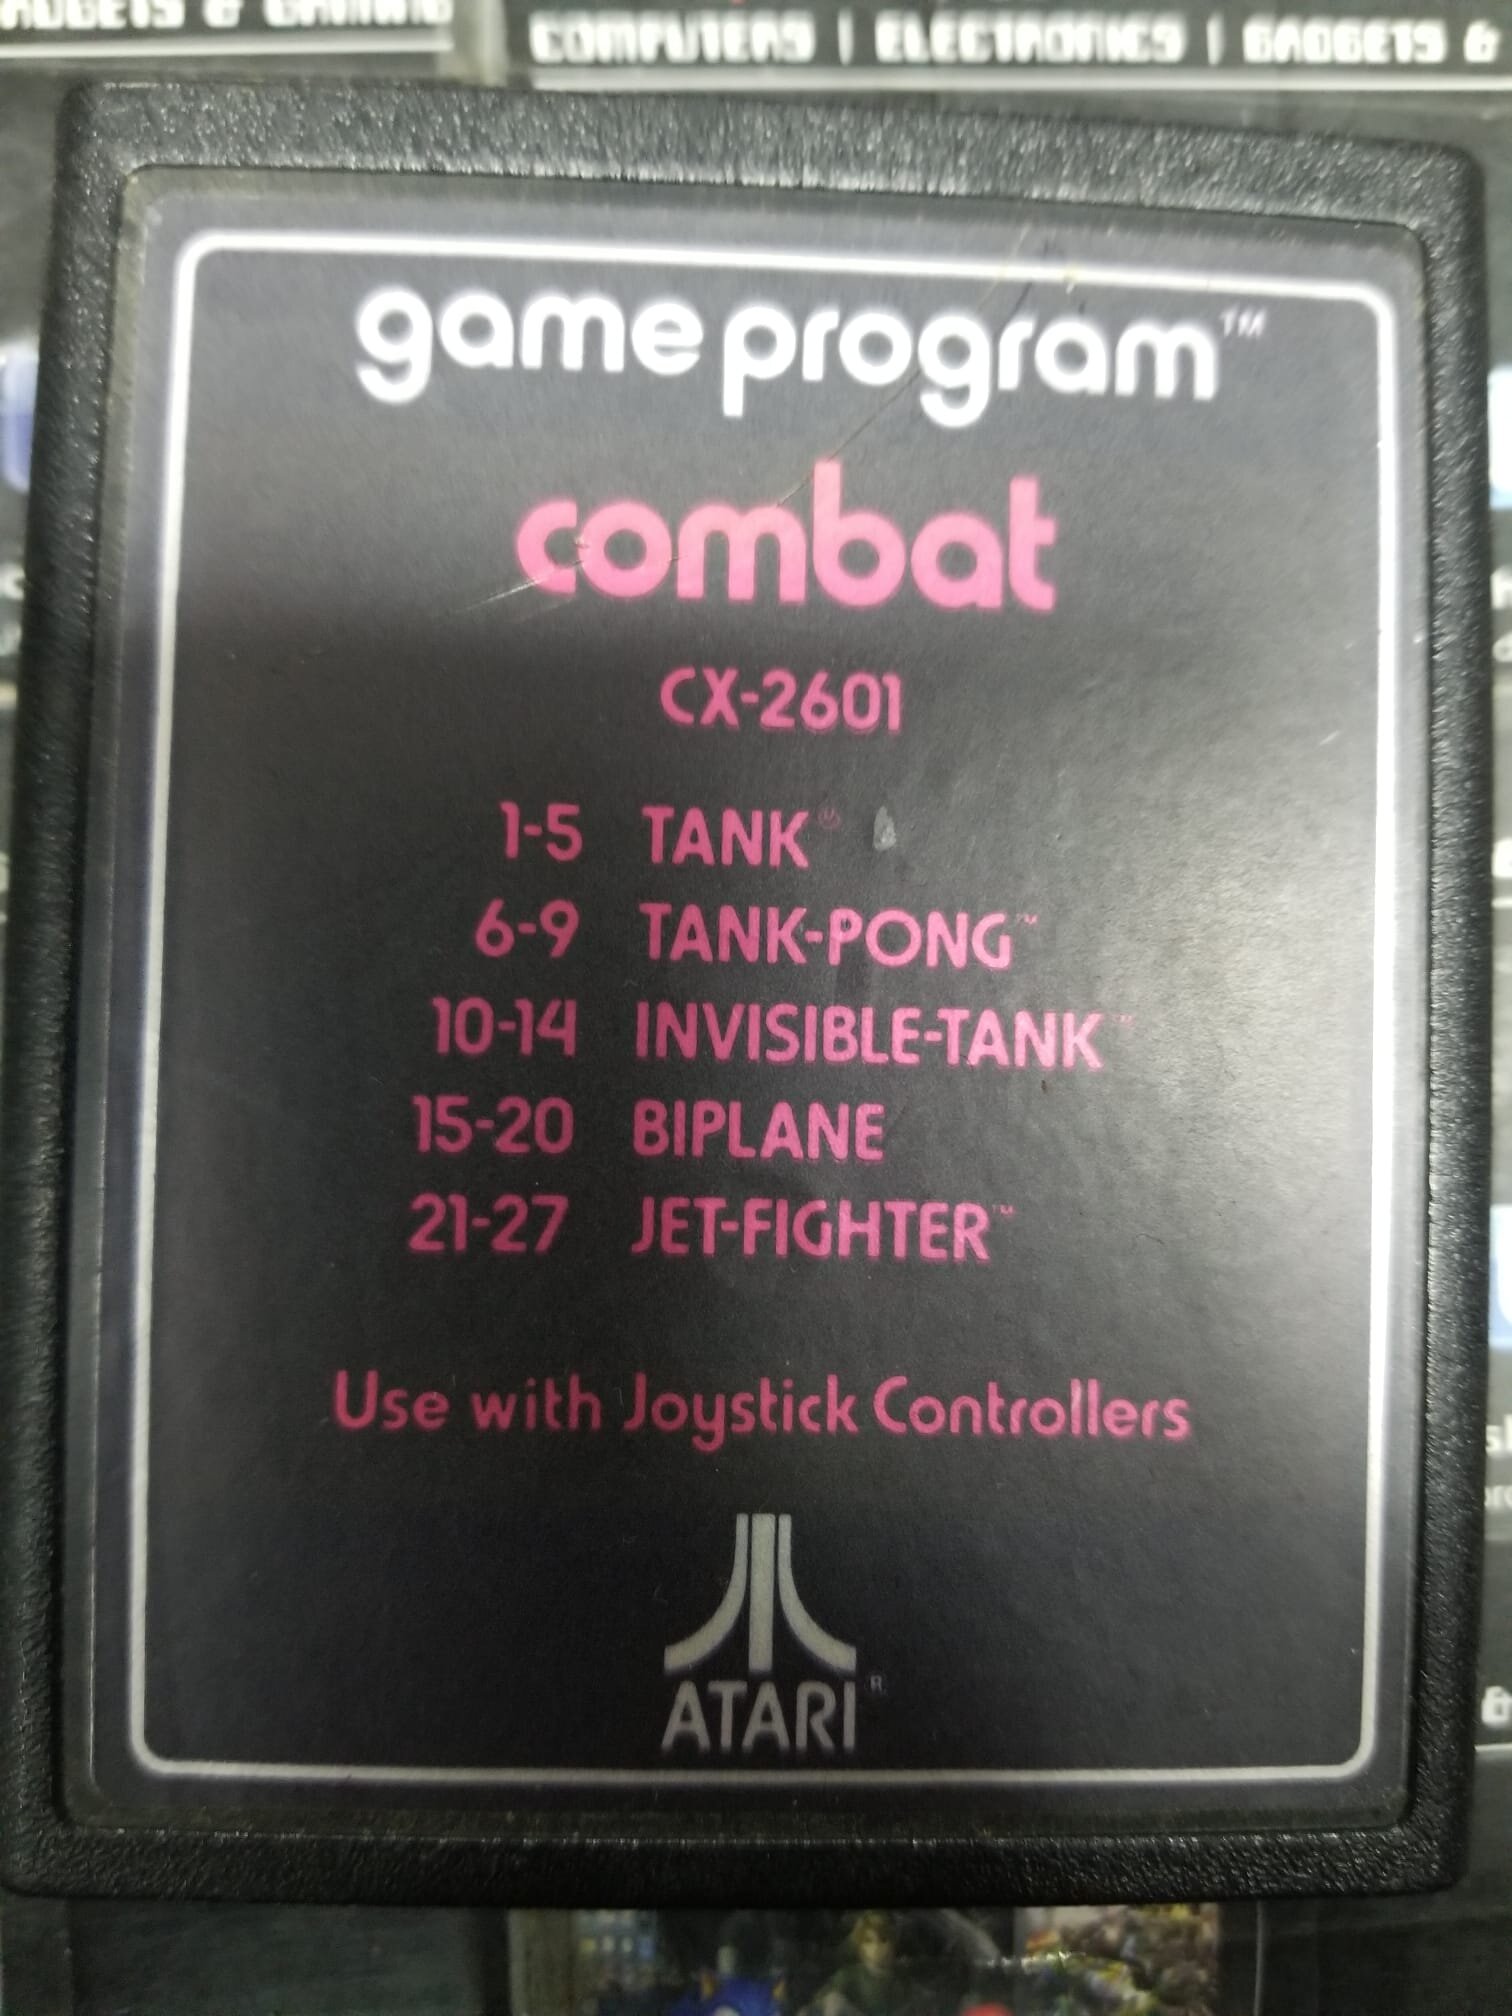 COMPUTERS | ELECTRONICS | GADGETS &
game program™
combat
CX-2601
1-5 TANK®
6-9 TANK-PONG™
10-14 INVISIBLE-TANK™
15-20 BIPLANE
21-27 JET-FIGHTER™
Use with Joystick Controllers
ATARI®